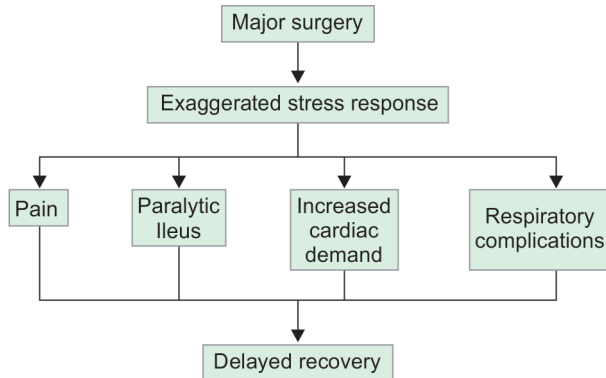 Major surgery
Exaggerated stress response
Pain
Paralytic
Ileus
Increased
cardiac
demand
Respiratory
complications
Delayed recovery